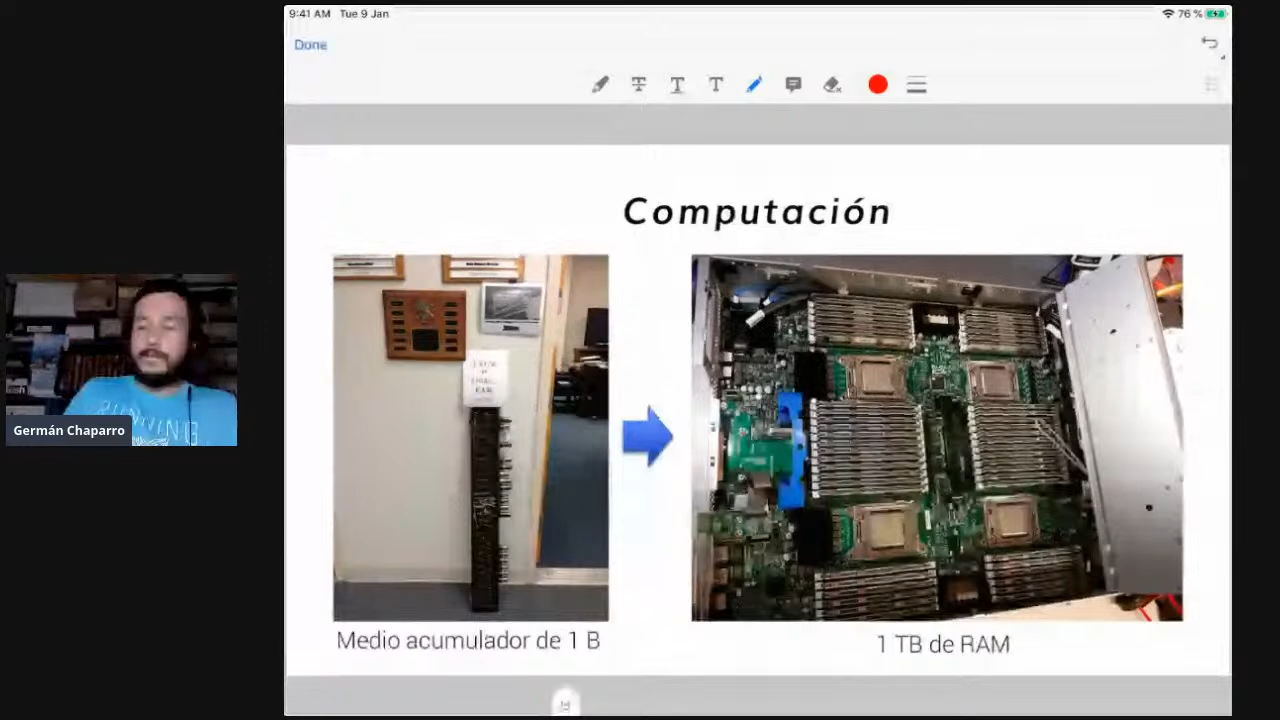 9:41 AM Tue 9 Jan
76 %
Done
T T T
Computación
RUNNING
Germán Chaparro
Medio acumulador de 1 B
1 TB de RAM